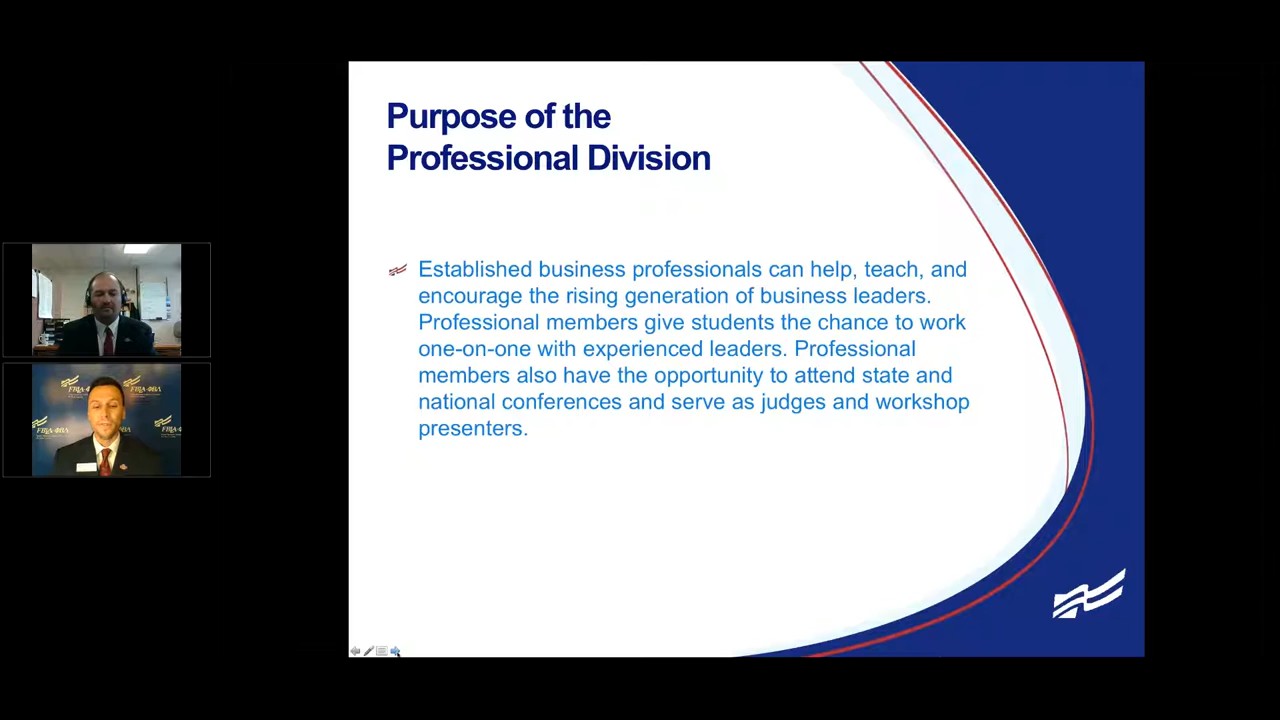 Purpose of the
Professional Division
Established business professionals can help, teach, and
encourage the rising generation of business leaders.
Professional members give students the chance to work
one-on-one with experienced leaders. Professional
members also have the opportunity to attend state and
national conferences and serve as judges and workshop
presenters.